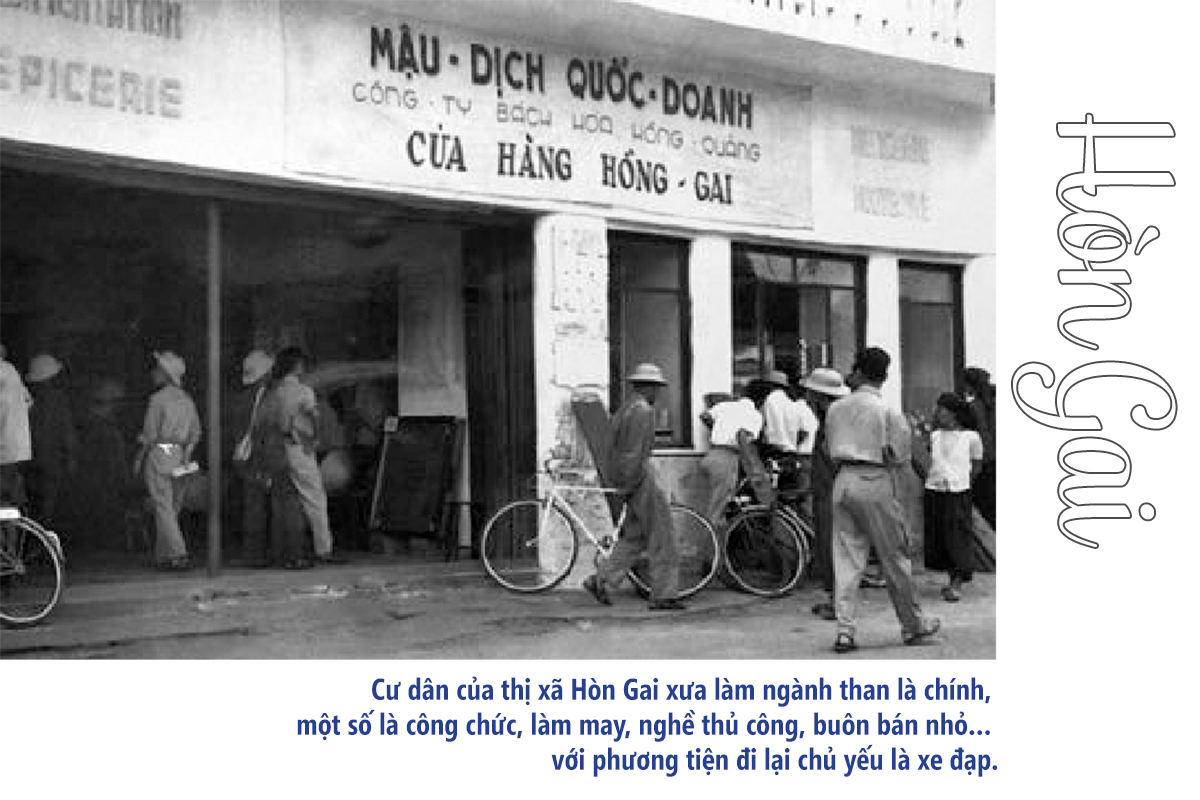 EPICERIE
MẬU · DỊCH QUỐC · DOANH
CÔNG · TY BÁCH HÓA HỒNG · QUẢNG
CỬA HÀNG HỒNG - GAI
Hòn Gai
Cư dân của thị xã Hòn Gai xưa làm ngành than là chính,
một số là công chức, làm may, nghề thủ công, buôn bán nhỏ...
với phương tiện đi lại chủ yếu là xe đạp.